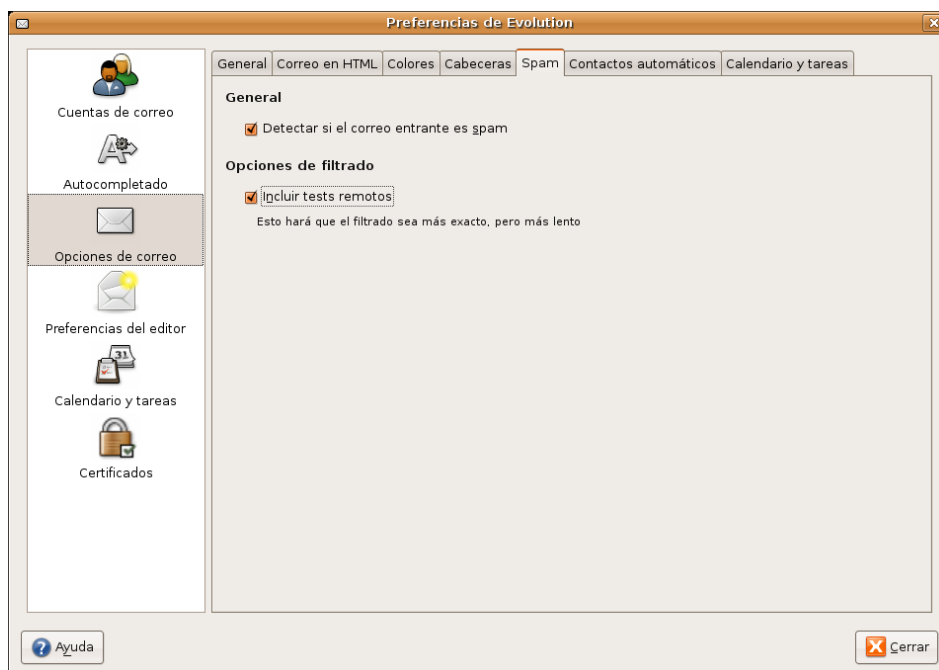 Preferencias de Evolution
Cuentas de correo
Autocompletado
Opciones de correo
Preferencias del editor
31
Calendario y tareas
Certificados
General Correo en HTML Colores Cabeceras Spam Contactos automáticos Calendario y tareas
General
Detectar si el correo entrante es spam
Opciones de filtrado
Incluir tests remotos
Esto hará que el filtrado sea más exacto, pero más lento
Ayuda
Cerrar